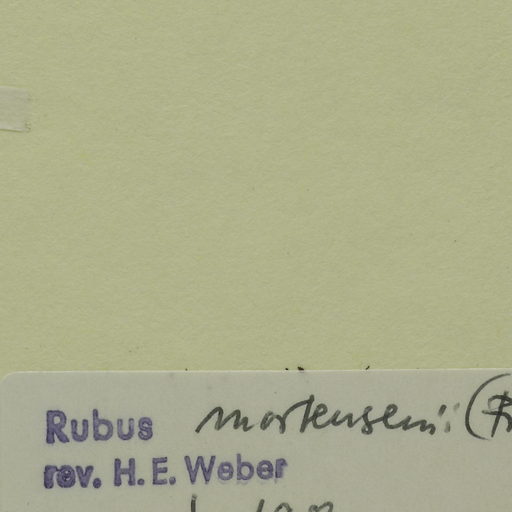 Rubus mortensenii
rev. H. E. Weber